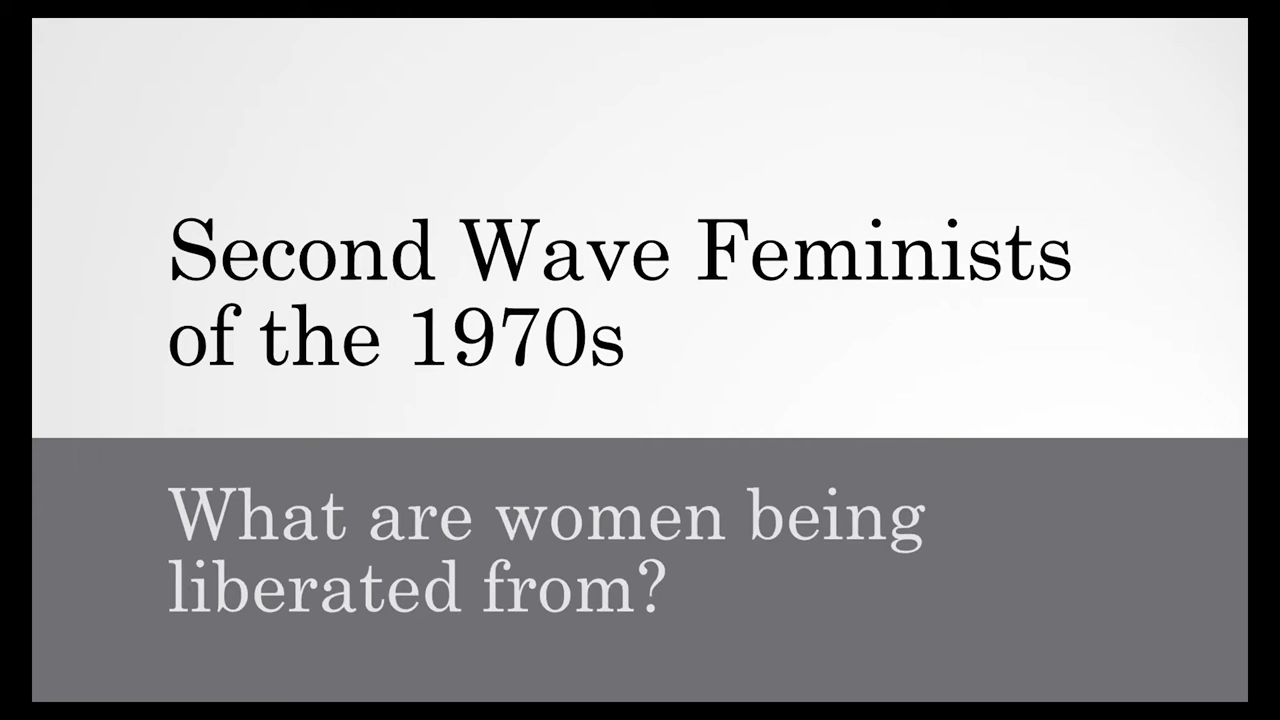 Second Wave Feminists
of the 1970s
What are women being
liberated from?